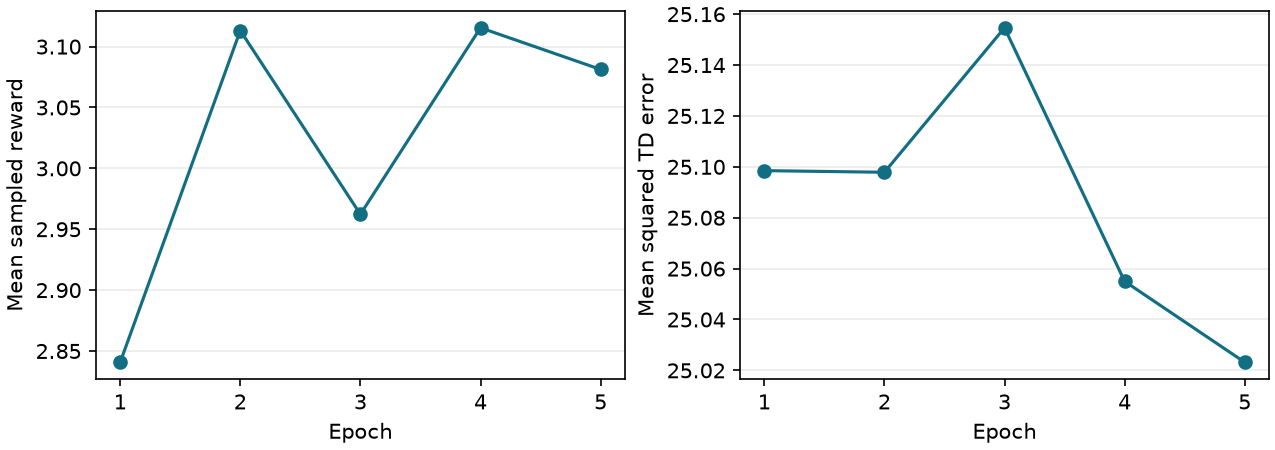 Mean sampled reward
3.10
3.05
3.00
2.95
2.90
2.85
1 2 3 4 5
Epoch
Mean squared TD error
25.16
25.14
25.12
25.10
25.08
25.06
25.04
25.02
1 2 3 4 5
Epoch